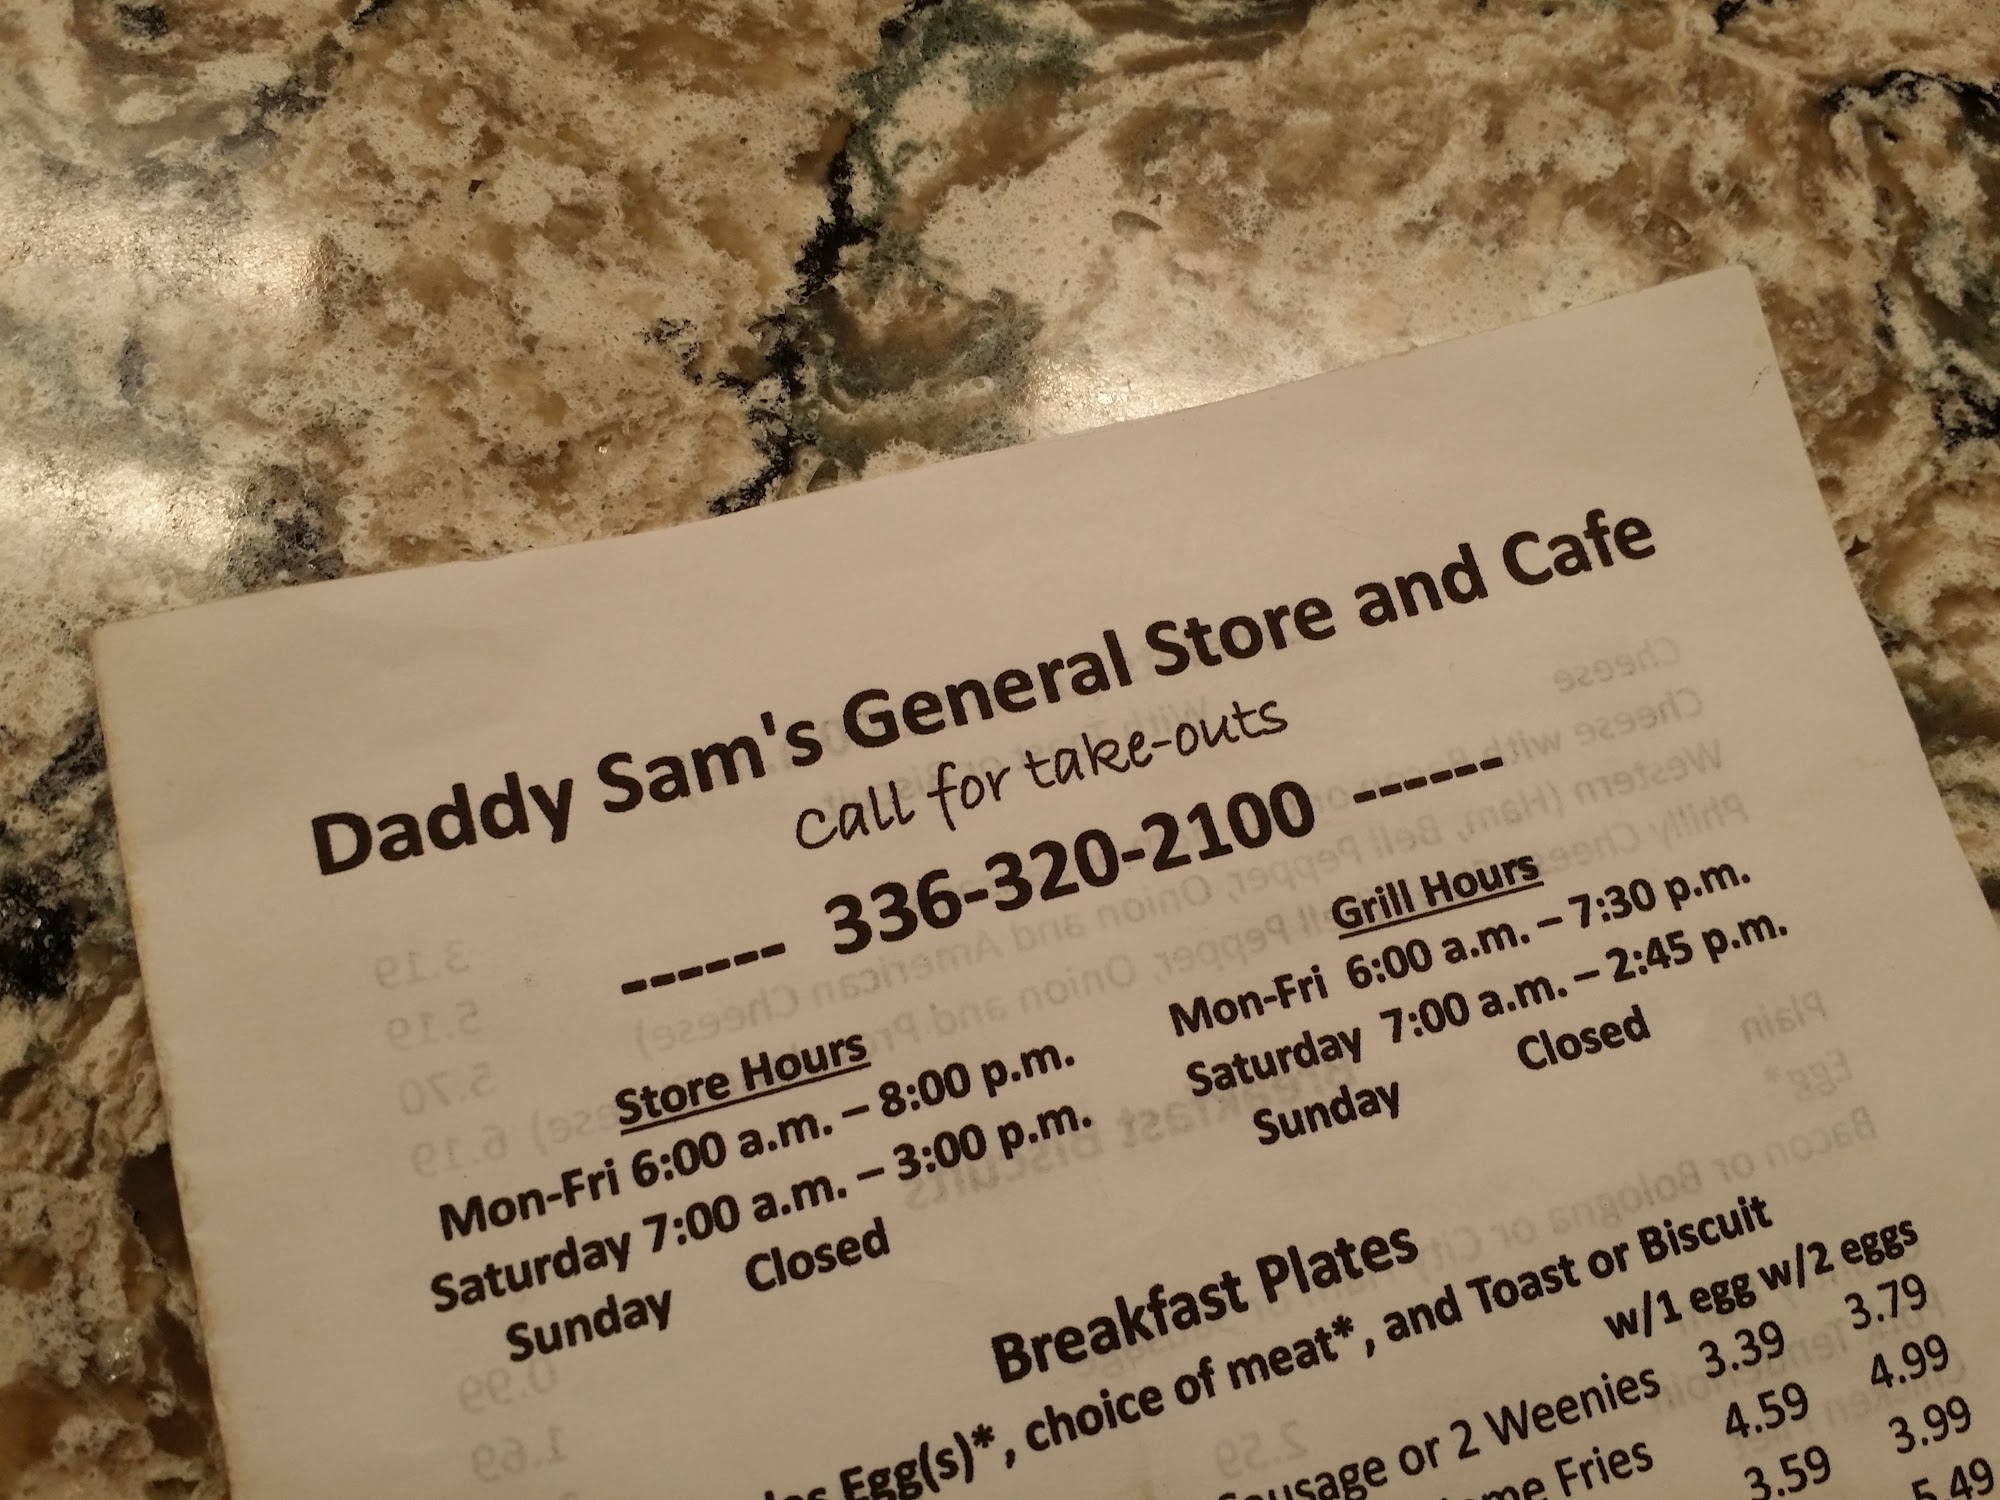 Daddy Sam's General Store and Cafe
Call for take-outs
------ 336-320-2100 ------
Store Hours
Mon-Fri 6:00 a.m. – 8:00 p.m.
Saturday 7:00 a.m. – 3:00 p.m.
Sunday Closed
Grill Hours
Mon-Fri 6:00 a.m. – 7:30 p.m.
Saturday 7:00 a.m. – 2:45 p.m.
Sunday Closed
Breakfast Plates
Egg(s)*, choice of meat*, and Toast or Biscuit
w/1 egg w/2 eggs
Sausage or 2 Weenies 3.39 3.79
Fries 4.59 4.99
3.59 3.99
5.49